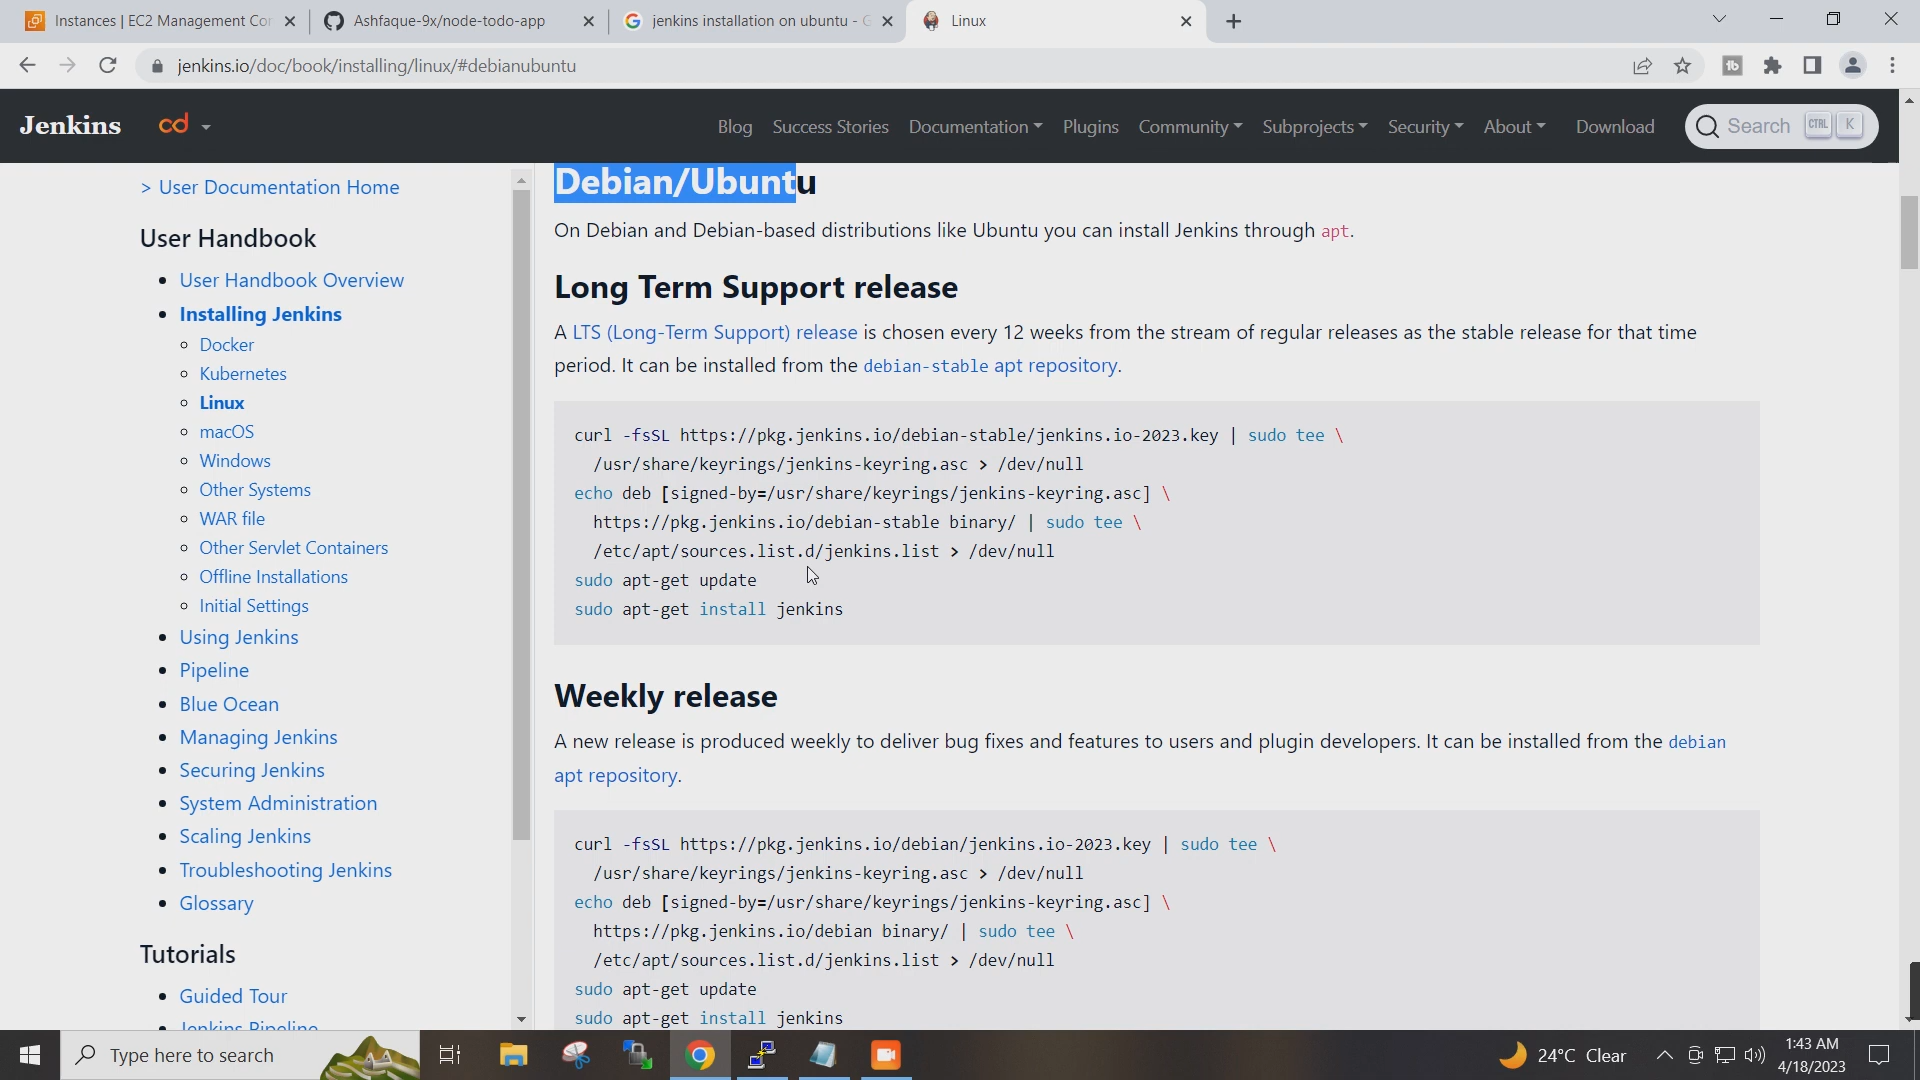 Instances | EC2 Management Co
Ashfaque-9x/node-todo-app
jenkins installation on ubuntu - G
Linux
jenkins.io/doc/book/installing/linux/#debianubuntu
Jenkins
cd
Blog
Success Stories
Documentation
Plugins
Community
Subprojects
Security
About
Download
Search
CTRL
K
> User Documentation Home
User Handbook
User Handbook Overview
Installing Jenkins
Docker
Kubernetes
Linux
macOS
Windows
Other Systems
WAR file
Other Servlet Containers
Offline Installations
Initial Settings
Using Jenkins
Pipeline
Blue Ocean
Managing Jenkins
Securing Jenkins
System Administration
Scaling Jenkins
Troubleshooting Jenkins
Glossary
Tutorials
Guided Tour
Jenkins Pipeline
Debian/Ubuntu
On Debian and Debian-based distributions like Ubuntu you can install Jenkins through apt.
Long Term Support release
A LTS (Long-Term Support) release is chosen every 12 weeks from the stream of regular releases as the stable release for that time
period. It can be installed from the debian-stable apt repository.
curl -fsSL https://pkg.jenkins.io/debian-stable/jenkins.io-2023.key | sudo tee \
/usr/share/keyrings/jenkins-keyring.asc > /dev/null
echo deb [signed-by=/usr/share/keyrings/jenkins-keyring.asc] \
https://pkg.jenkins.io/debian-stable binary/ | sudo tee \
/etc/apt/sources.list.d/jenkins.list > /dev/null
sudo apt-get update
sudo apt-get install jenkins
Weekly release
A new release is produced weekly to deliver bug fixes and features to users and plugin developers. It can be installed from the debian
apt repository.
curl -fsSL https://pkg.jenkins.io/debian/jenkins.io-2023.key | sudo tee \
/usr/share/keyrings/jenkins-keyring.asc > /dev/null
echo deb [signed-by=/usr/share/keyrings/jenkins-keyring.asc] \
https://pkg.jenkins.io/debian binary/ | sudo tee \
/etc/apt/sources.list.d/jenkins.list > /dev/null
sudo apt-get update
sudo apt-get install jenkins
Type here to search
24°C Clear
1:43 AM
4/18/2023